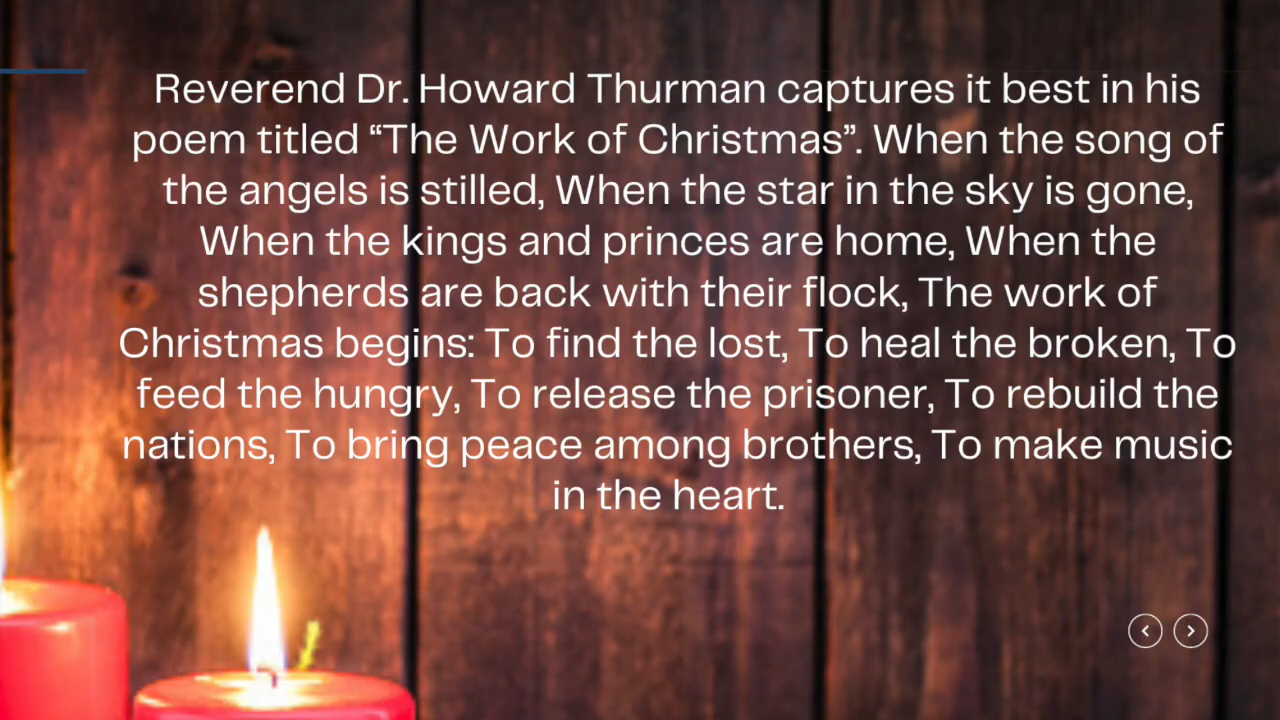 Reverend Dr. Howard Thurman captures it best in his
poem titled “The Work of Christmas”. When the song of
the angels is stilled, When the star in the sky is gone,
When the kings and princes are home, When the
shepherds are back with their flock, The work of
Christmas begins: To find the lost, To heal the broken, To
feed the hungry, To release the prisoner, To rebuild the
nations, To bring peace among brothers, To make music
in the heart.